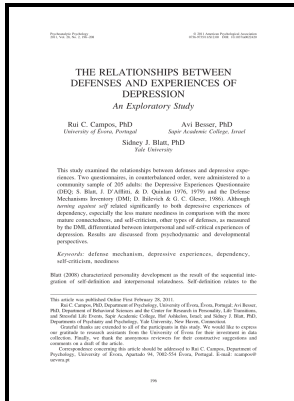 Psychoanalytic Psychology
2011, Vol. 28, No. 2, 196–208
© 2011 American Psychological Association
THE RELATIONSHIPS BETWEEN
DEFENSES AND EXPERIENCES OF
DEPRESSION
An Exploratory Study
Rui C. Campos, PhD
University of Évora, Portugal
Avi Besser, PhD
Sapir Academic College, Israel
Sidney J. Blatt, PhD
Yale University
This study examined the relationships between defenses and depressive expe-
riences. Two questionnaires, in counterbalanced order, were administered to a
community sample of 205 adults: the Depressive Experiences Questionnaire
(DEQ; S. Blatt, J. D'Afflitti, & D. Quinlan 1976, 1979) and the Defense
Mechanisms Inventory (DMI; D. Ihilevich & G. C. Gleser, 1986). Although
turning against self related significantly to both depressive experiences of
dependency, especially the less mature neediness in comparison with the more
mature connectedness, and self-criticism, other types of defenses, as measured
by the DMI, differentiated between interpersonal and self-critical experiences of
depression. Results are discussed from psychodynamic and developmental
perspectives.
Keywords: defense mechanism, depressive experiences, dependency,
self-criticism, neediness
Blatt (2008) characterized personality development as the result of the sequential inte-
gration of self-definition and interpersonal relatedness. Self-definition relates to the
This article was published Online First February 28, 2011.
Rui C. Campos, PhD, Department of Psychology, University of Évora, Évora, Portugal; Avi Besser,
PhD, Department of Behavioral Sciences and the Center for Research in Personality, Life Transitions,
and Stressful Life Events, Sapir Academic College, Hof Ashkelon, Israel; and Sidney J. Blatt, PhD,
Departments of Psychiatry and Psychology, Yale University, New Haven, Connecticut.
Grateful thanks are extended to all of the participants in this study. We would like to express
our gratitude to research assistants from the University of Évora for their investment in data
collection. Finally, we thank the anonymous reviewers for their constructive suggestions and
comments on a draft of the article.
Correspondence concerning this article should be addressed to Rui C. Campos, Department of
Psychology, University of Évora, Apartado 94, 7002-554 Évora, Portugal. E-mail: rcampos@
uevora.pt
196